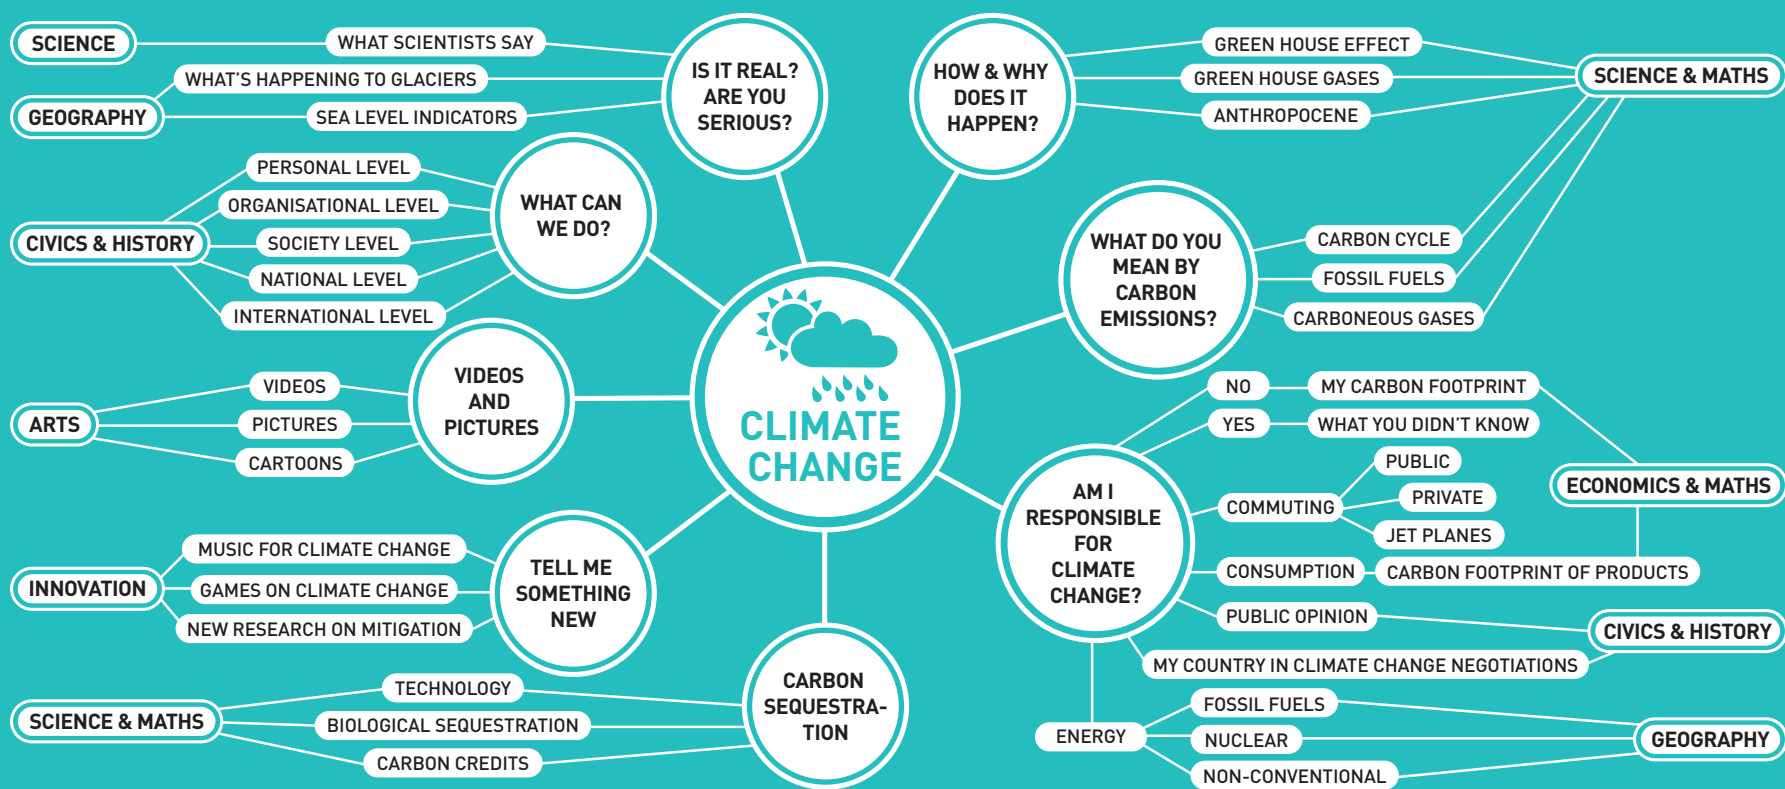 SCIENCE
WHAT SCIENTISTS SAY
WHAT'S HAPPENING TO GLACIERS
GEOGRAPHY
SEA LEVEL INDICATORS
IS IT REAL?
ARE YOU
SERIOUS?
HOW & WHY
DOES IT
HAPPEN?
GREEN HOUSE EFFECT
GREEN HOUSE GASES
ANTHROPOCENE
SCIENCE & MATHS
PERSONAL LEVEL
ORGANISATIONAL LEVEL
CIVICS & HISTORY
SOCIETY LEVEL
NATIONAL LEVEL
INTERNATIONAL LEVEL
WHAT CAN
WE DO?
WHAT DO YOU
MEAN BY
CARBON
EMISSIONS?
CARBON CYCLE
FOSSIL FUELS
CARBONEOUS GASES
VIDEOS
ARTS
PICTURES
CARTOONS
VIDEOS
AND
PICTURES
CLIMATE
CHANGE
NO
MY CARBON FOOTPRINT
YES
WHAT YOU DIDN'T KNOW
PUBLIC
COMMUTING
PRIVATE
JET PLANES
ECONOMICS & MATHS
AM I
RESPONSIBLE
FOR
CLIMATE
CHANGE?
CONSUMPTION
CARBON FOOTPRINT OF PRODUCTS
PUBLIC OPINION
CIVICS & HISTORY
MY COUNTRY IN CLIMATE CHANGE NEGOTIATIONS
MUSIC FOR CLIMATE CHANGE
INNOVATION
GAMES ON CLIMATE CHANGE
NEW RESEARCH ON MITIGATION
TELL ME
SOMETHING
NEW
TECHNOLOGY
SCIENCE & MATHS
BIOLOGICAL SEQUESTRATION
CARBON CREDITS
CARBON
SEQUESTRA-
TION
FOSSIL FUELS
ENERGY
NUCLEAR
NON-CONVENTIONAL
GEOGRAPHY